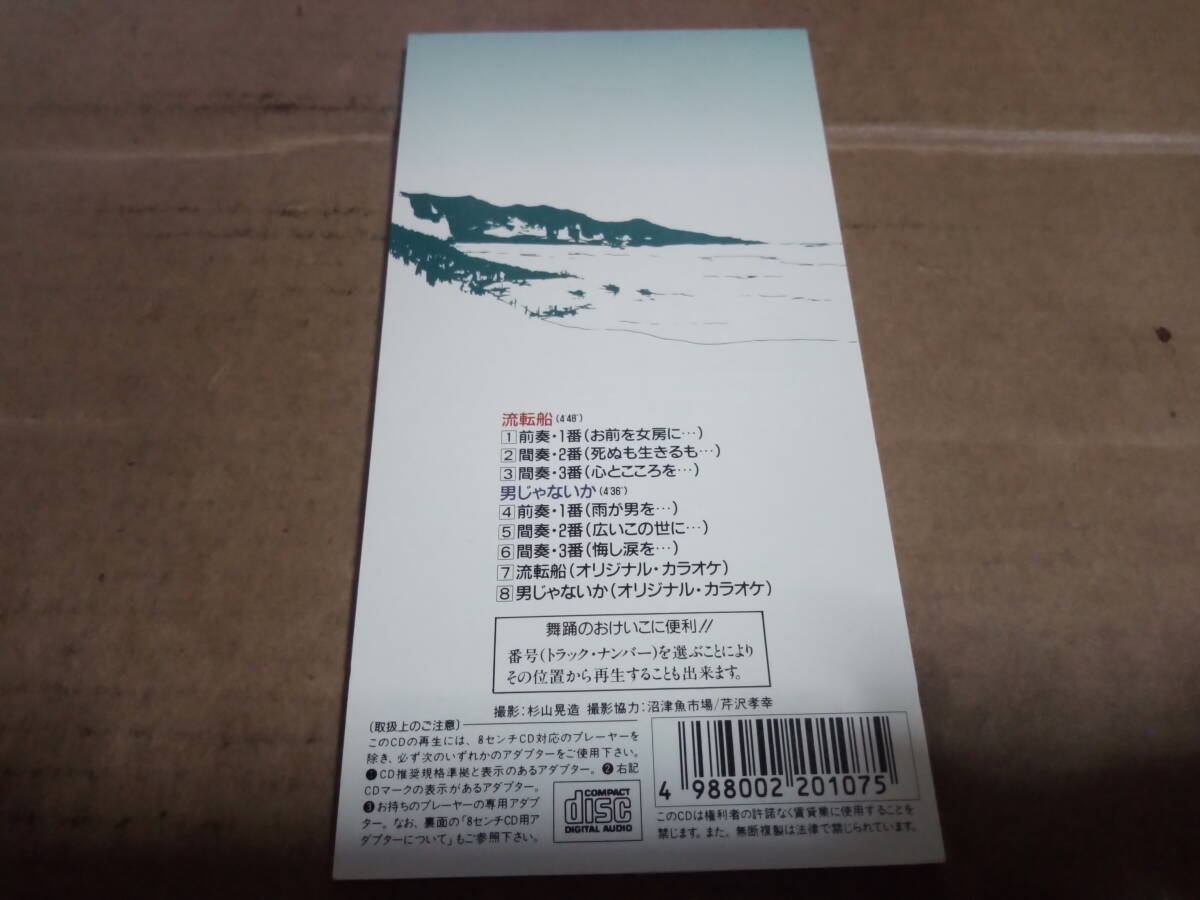 流転船(4'48")
1 前奏・1番(お前を女房に…)
2 間奏・2番(死ぬも生きるも…)
3 間奏・3番(心とこころを…)
男じゃないか(4'36")
4 前奏・1番(雨が男を…)
5 間奏・2番(広いこの世に…)
6 間奏・3番(悔し涙を…)
7 流転船(オリジナル・カラオケ)
8 男じゃないか(オリジナル・カラオケ)
舞踊のおけいこに便利!!
番号(トラック・ナンバー)を選ぶことにより
その位置から再生することも出来ます。
撮影:杉山晃造 撮影協力:沼津魚市場/芹沢孝幸
(取扱上のご注意)
このCDの再生には、8センチCD対応のプレーヤーを
除き、必ず次のいずれかのアダプターをご使用下さい。
❶CD推奨規格準拠と表示のあるアダプター。❷右記
CDマークの表示があるアダプター。
❸お持ちのプレーヤーの専用アダプ
ター。なお、裏面の「8センチCD用ア
ダプターについて」もご参照下さい。
COMPACT
disc
DIGITAL AUDIO
4 988002 201075
このCDは権利者の許諾なく賃貸業に使用することを
禁じます。また、無断複製は法律で禁じられています。